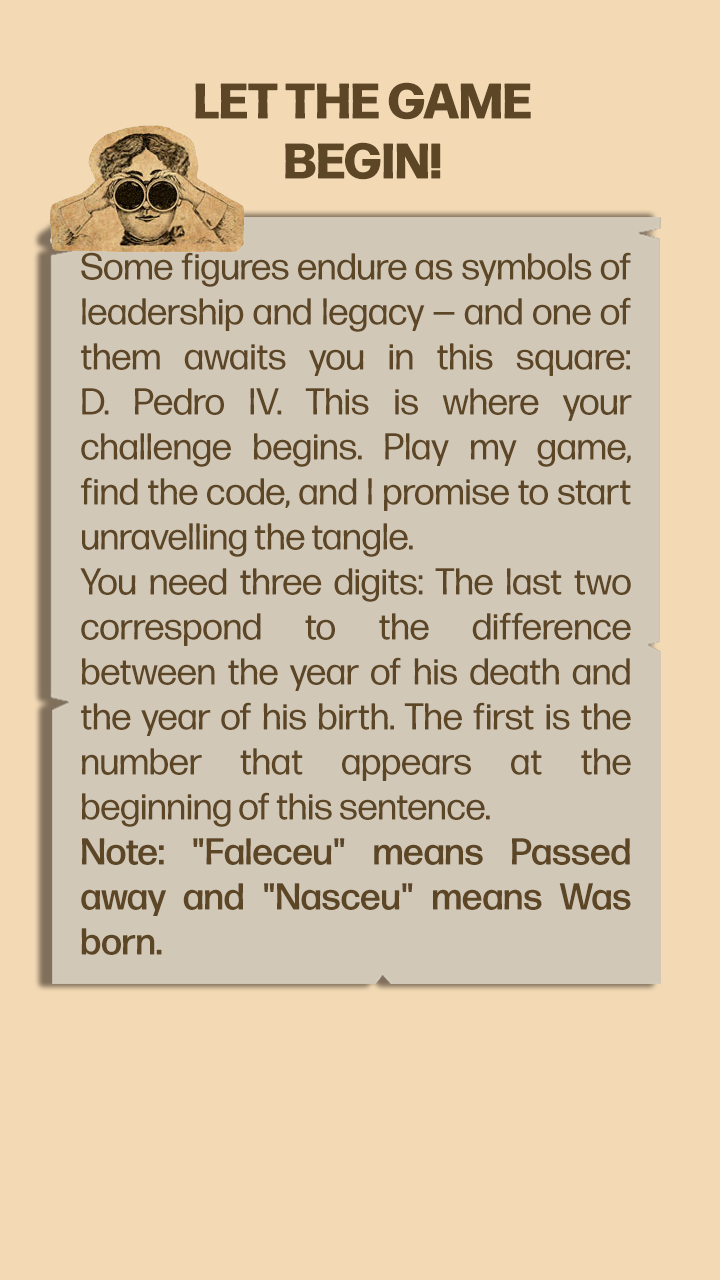 LET THE GAME
BEGIN!
Some figures endure as symbols of
leadership and legacy — and one of
them awaits you in this square:
D. Pedro IV. This is where your
challenge begins. Play my game,
find the code, and I promise to start
unravelling the tangle.
You need three digits: The last two
correspond to the difference
between the year of his death and
the year of his birth. The first is the
number that appears at the
beginning of this sentence.
Note: "Faleceu" means Passed
away and "Nasceu" means Was
born.